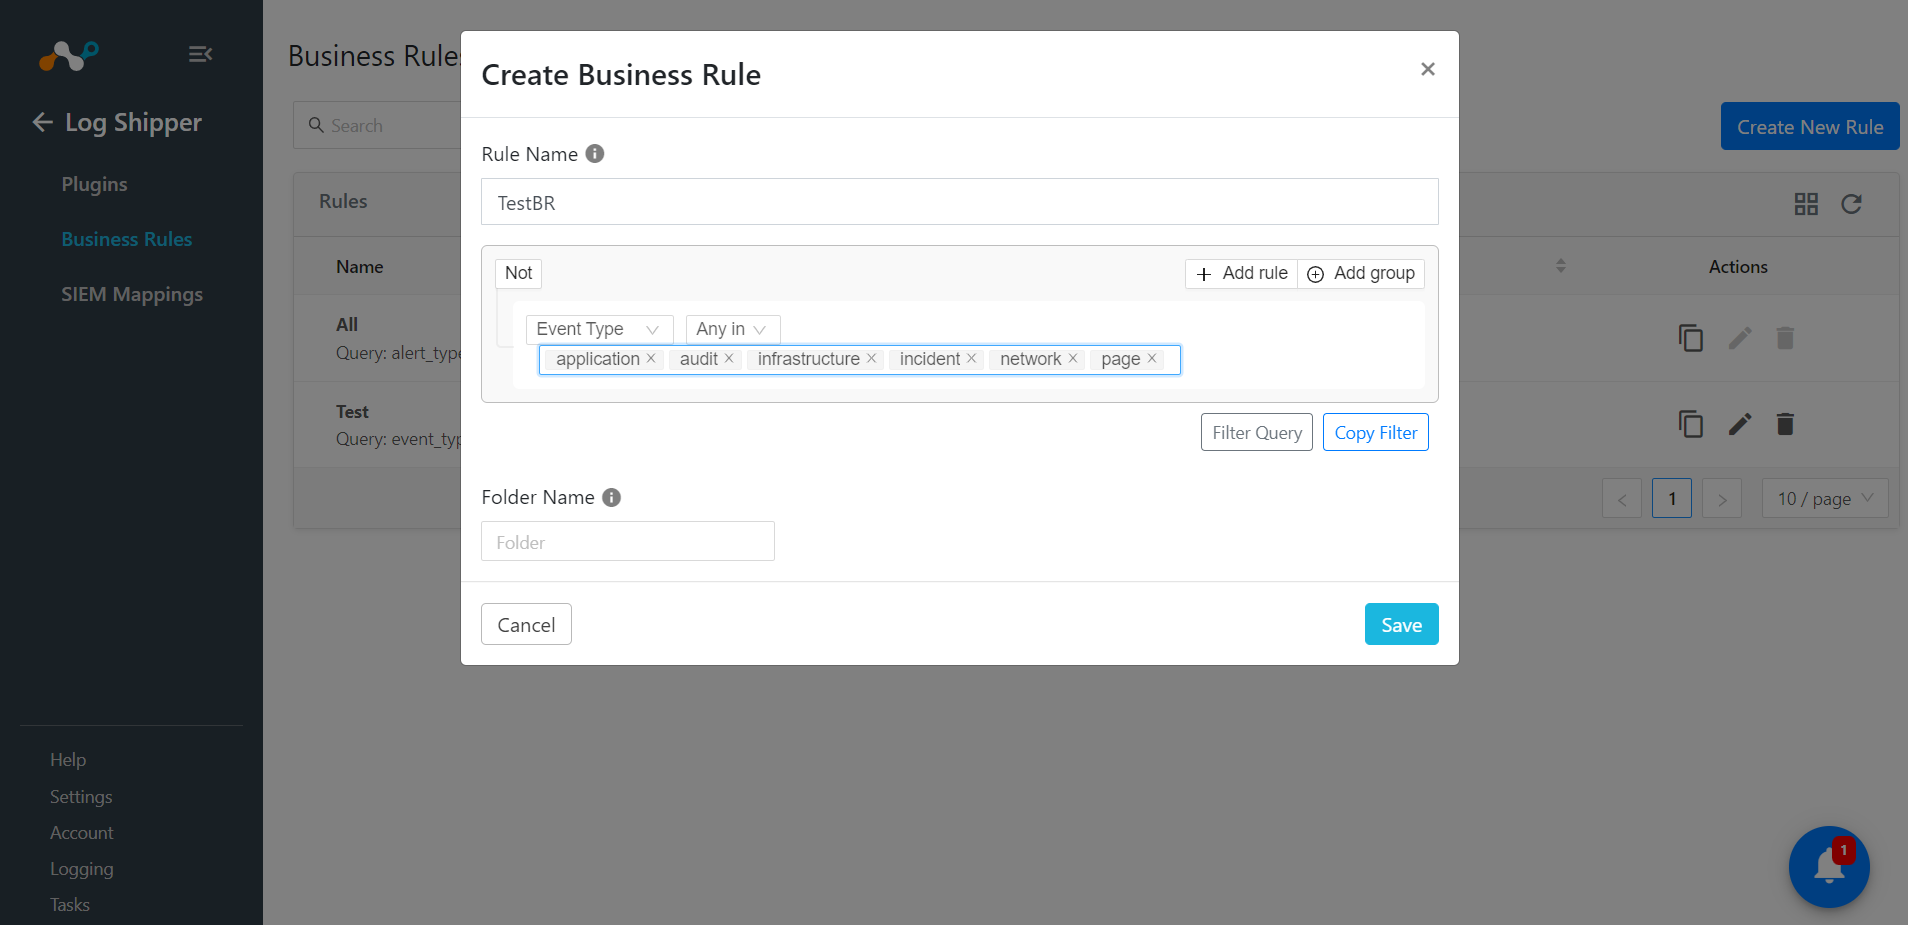 Log Shipper
Plugins
Business Rules
SIEM Mappings
Help
Settings
Account
Logging
Tasks
Business Rules
Search
Create New Rule
Rules
Name
Actions
All
Query: alert_type
Test
Query: event_typ
1
10 / page
Create Business Rule
Rule Name
TestBR
Not
Add rule
Add group
Event Type
Any in
application audit infrastructure incident network page
Filter Query
Copy Filter
Folder Name
Folder
Cancel
Save
1